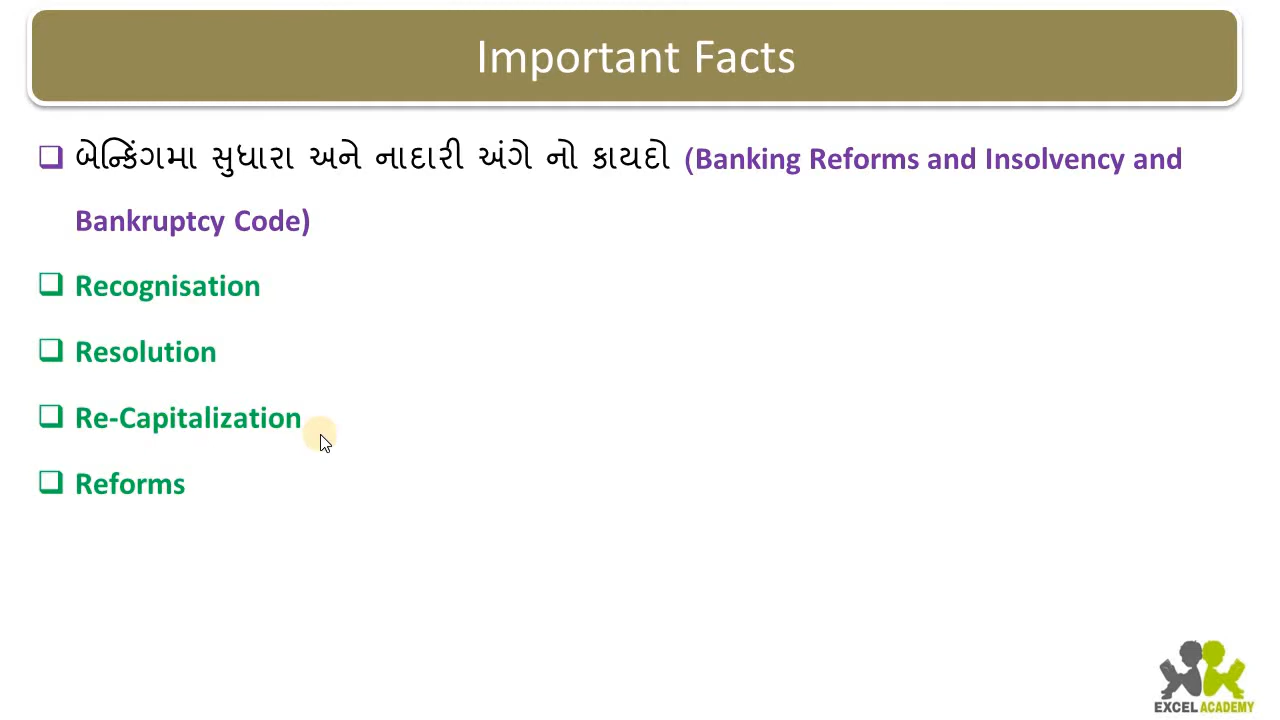 Important Facts
બેન્કિંગમા સુધારા અને નાદારી અંગે નો કાયદો (Banking Reforms and Insolvency and
Bankruptcy Code)
Recognisation
Resolution
Re-Capitalization
Reforms
EXCEL ACADEMY